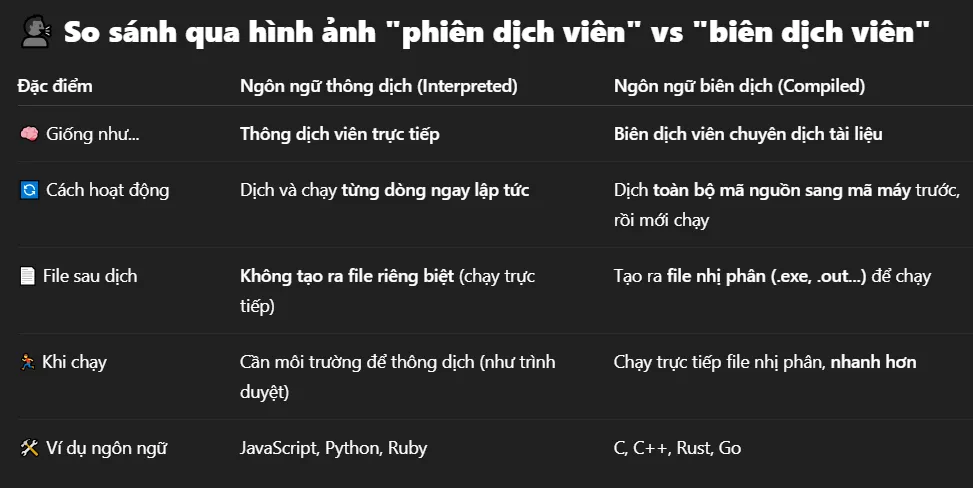 So sánh qua hình ảnh "phiên dịch viên" vs "biên dịch viên"
Đặc điểm Ngôn ngữ thông dịch (Interpreted) Ngôn ngữ biên dịch (Compiled)
Giống như... Thông dịch viên trực tiếp Biên dịch viên chuyên dịch tài liệu
Cách hoạt động Dịch và chạy từng dòng ngay lập tức Dịch toàn bộ mã nguồn sang mã máy trước,
rồi mới chạy
File sau dịch Không tạo ra file riêng biệt (chạy trực Tạo ra file nhị phân (.exe, .out...) để chạy
tiếp)
Khi chạy Cần môi trường để thông dịch (như trình Chạy trực tiếp file nhị phân, nhanh hơn
duyệt)
Ví dụ ngôn ngữ JavaScript, Python, Ruby C, C++, Rust, Go